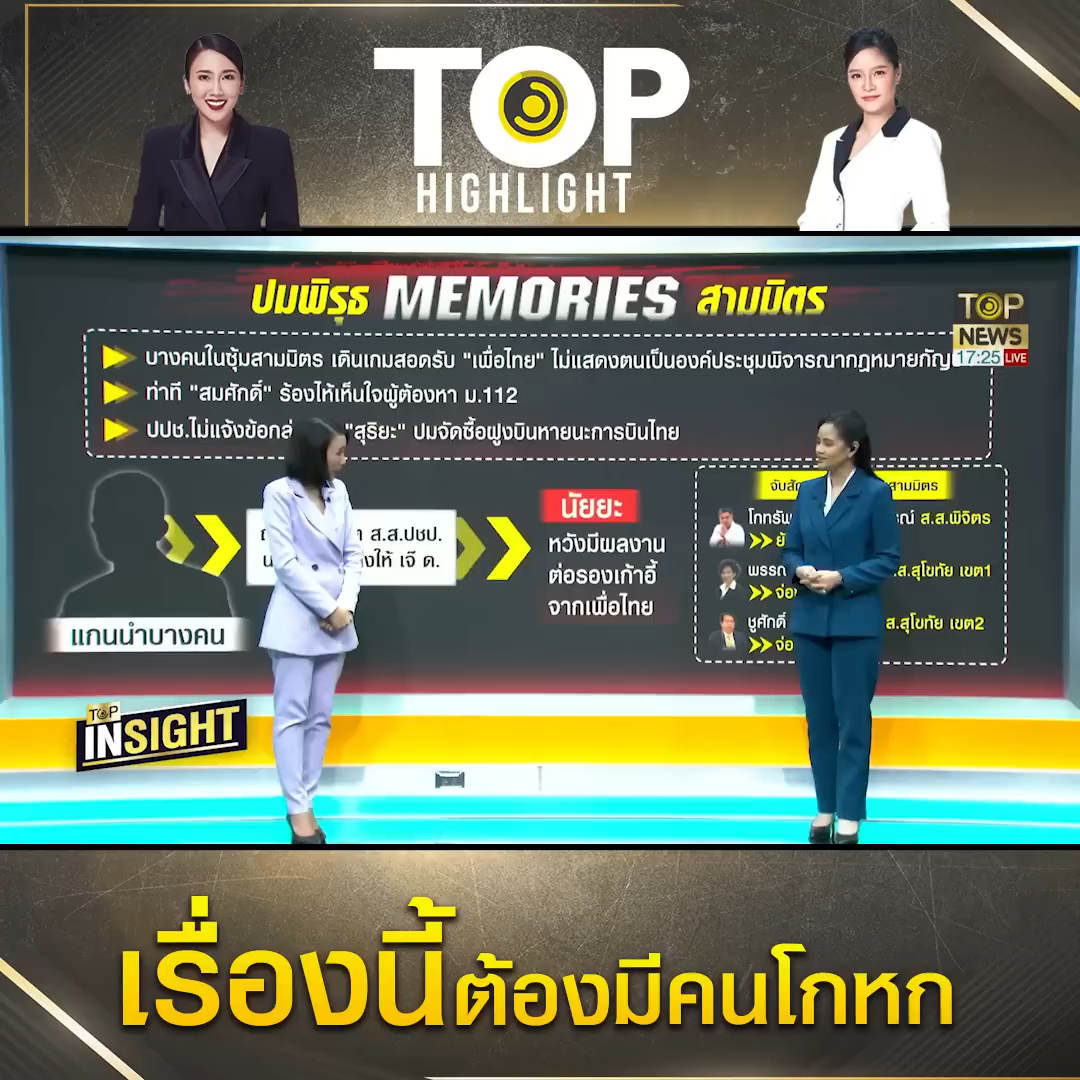 TOP
HIGHLIGHT
ปมพิรุธ MEMORIES สามมิตร
TOP
NEWS
17:25 LIVE
บางคนในซุ้มสามมิตร เดินเกมสอดรับ "เพื่อไทย" ไม่แสดงตนเป็นองค์ประชุมพิจารณากฎหมายกัญ
ท่าที "สมศักดิ์" ร้องให้เห็นใจผู้ต้องหา ม.112
ปปช.ไม่แจ้งข้อกล่ "สุริยะ" ปมจัดซื้อฝูงบินหายนะการบินไทย
แกนนำบางคน
ส.ส.ปชป.
ให้ เจ๊ ด.
นัยยะ
หวังมีผลงาน
ต่อรองเก้าอี้
จากเพื่อไทย
จับสั สามมิตร
ส.ส.พิจิตร
พรรณ ส.สุโขทัย เขต1
ชูศักดิ์ ส.สุโขทัย เขต2
TOP
INSIGHT
เรื่องนี้ต้องมีคนโกหก